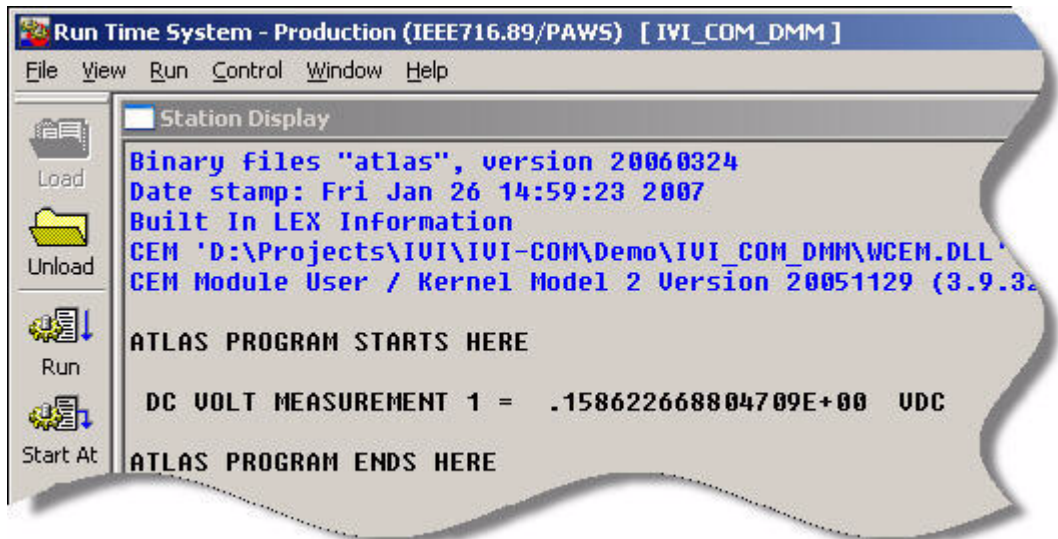 Run Time System - Production (IEEE716.89/PAWS) [ IVI_COM_DMM ]
File View Run Control Window Help
Station Display
Load
Unload
Run
Start At
Binary files "atlas", version 20060324
Date stamp: Fri Jan 26 14:59:23 2007
Built In LEX Information
CEM 'D:\Projects\IVI\IVI-COM\Demo\IVI_COM_DMM\WCEM.DLL'
CEM Module User / Kernel Model 2 Version 20051129 (3.9.32
ATLAS PROGRAM STARTS HERE
DC VOLT MEASUREMENT 1 = .158622668804709E+00 VDC
ATLAS PROGRAM ENDS HERE